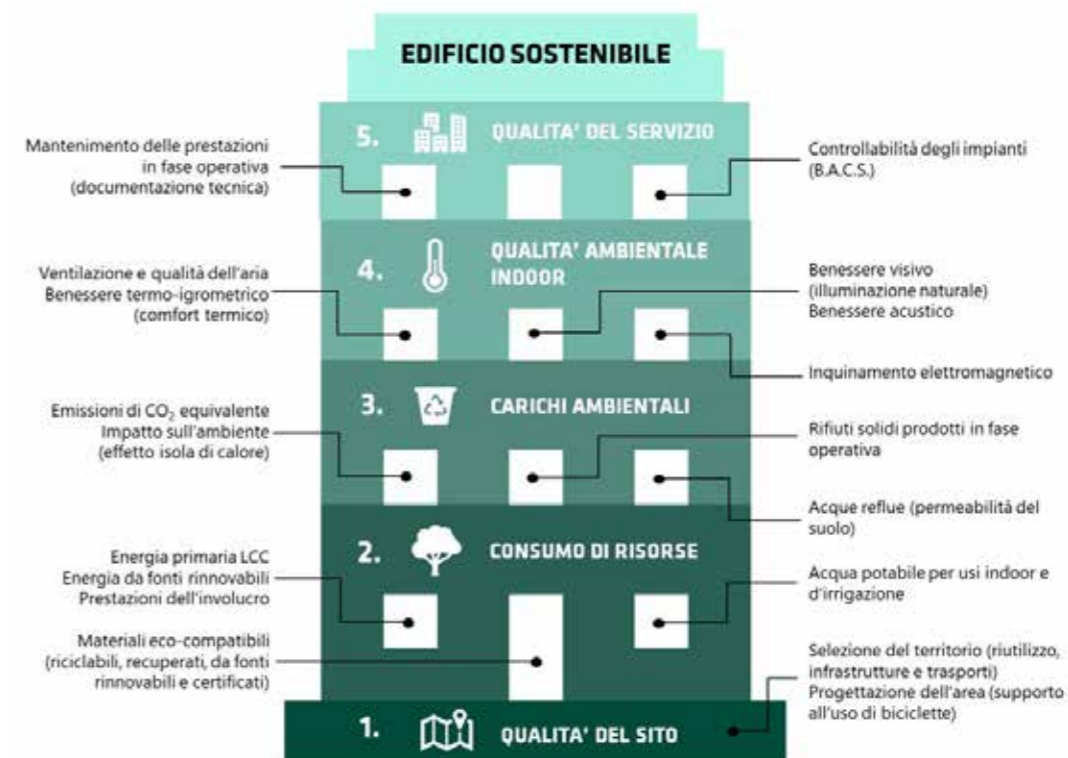 EDIFICIO SOSTENIBILE
5. QUALITA' DEL SERVIZIO
Mantenimento delle prestazioni
in fase operativa
(documentazione tecnica)
Controllabilità degli impianti
(B.A.C.S.)
4. QUALITA' AMBIENTALE
INDOOR
Ventilazione e qualità dell'aria
Benessere termo-igrometrico
(comfort termico)
Benessere visivo
(illuminazione naturale)
Benessere acustico
Inquinamento elettromagnetico
3. CARICHI AMBIENTALI
Emissioni di CO₂ equivalente
Impatto sull'ambiente
(effetto isola di calore)
Rifiuti solidi prodotti in fase
operativa
Acque reflue (permeabilità del
suolo)
2. CONSUMO DI RISORSE
Energia primaria LCC
Energia da fonti rinnovabili
Prestazioni dell'involucro
Materiali eco-compatibili
(riciclabili, recuperati, da fonti
rinnovabili e certificati)
Acqua potabile per usi indoor e
d'irrigazione
Selezione del territorio (riutilizzo,
infrastrutture e trasporti)
Progettazione dell'area (supporto
all'uso di biciclette)
1. QUALITA' DEL SITO